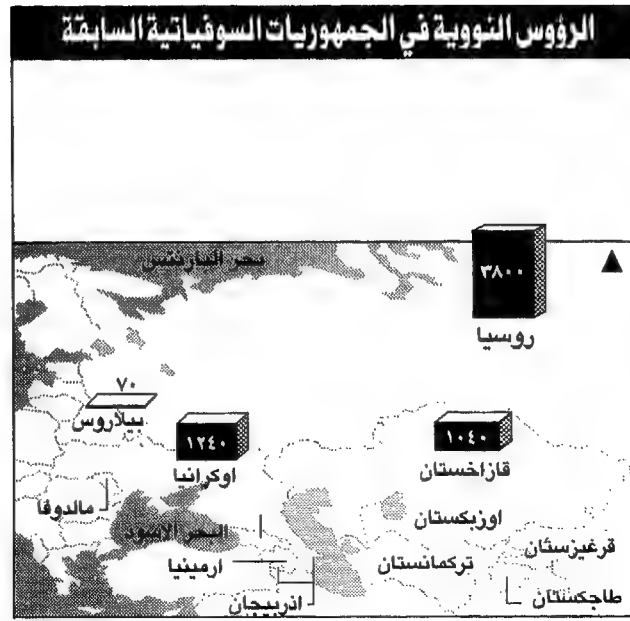 الرؤوس النووية في الجمهوريات السوفياتية السابقة
بحر البارنتس
٣٨٠٠
روسيا
٧٠
بيلاروس
١٢٤٠
اوكرانيا
١٠٤٠
قازاخستان
مالدوفا
البحر الاسود
اوزبكستان
ارمينيا
تركمانستان
قرغيزستان
اذربيجان
طاجكستان